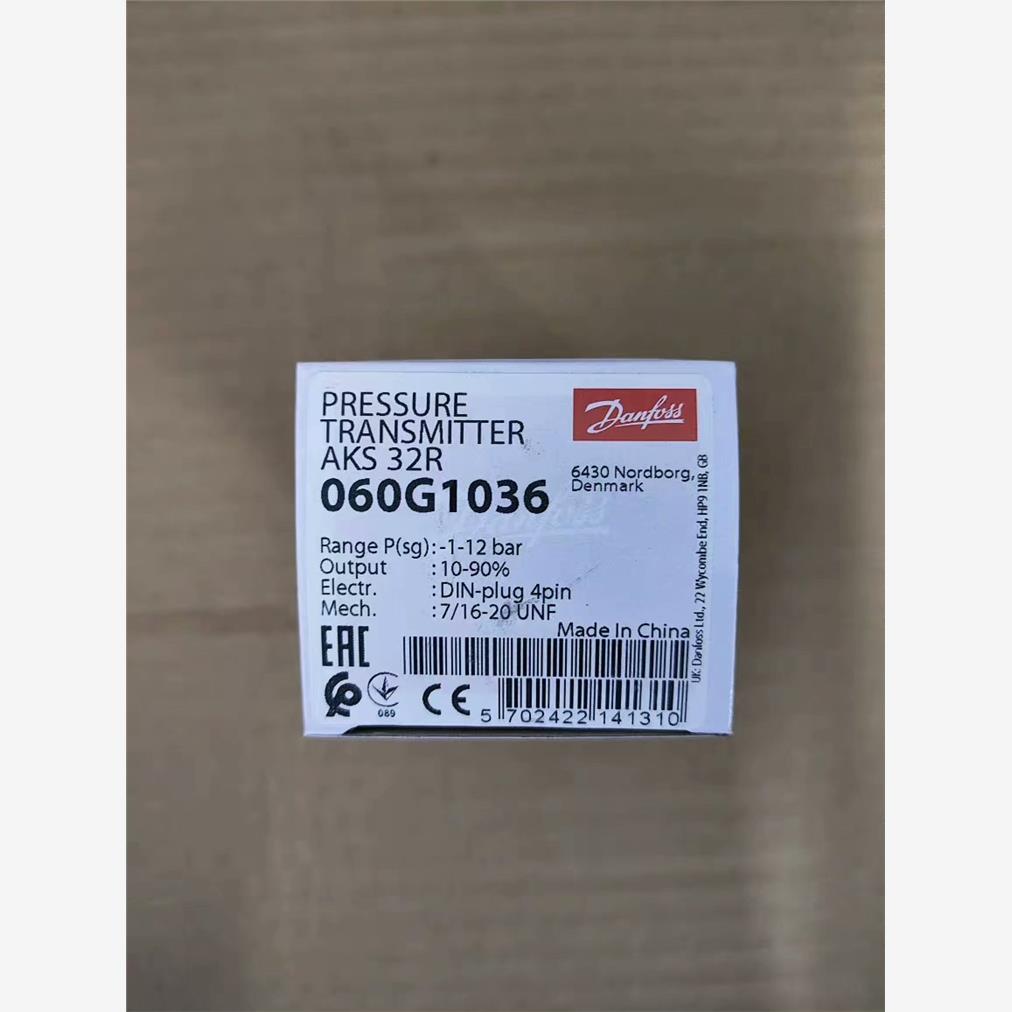 PRESSURE
TRANSMITTER
AKS 32R
060G1036
Danfoss
6430 Nordborg,
Denmark
Range P(sg):-1-12 bar
Output :10-90%
Electr. :DIN-plug 4pin
Mech. :7/16-20 UNF
Made In China
EAC
089
CE
5 702422 141310
UK: Danfoss Ltd., 22 Wycombe End, HP9 1NB, GB